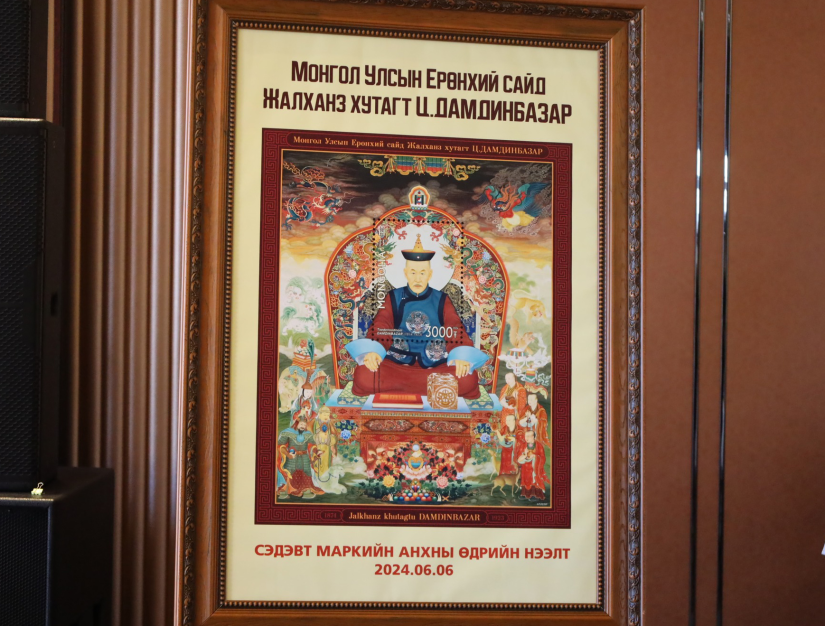 Монгол Улсын Ерөнхий сайд
Жалханз хутагт Ц.ДАМДИНБАЗАР
Монгол Улсын Ерөнхий сайд Жалханз хутагт Ц.ДАМДИНБАЗАР
MONGOLIA
DAMDINBAZAR
3000₮
Jalkhanz khutagtu DAMDINBAZAR
СЭДЭВТ МАРКИЙН АНХНЫ ӨДРИЙН НЭЭЛТ
2024.06.06